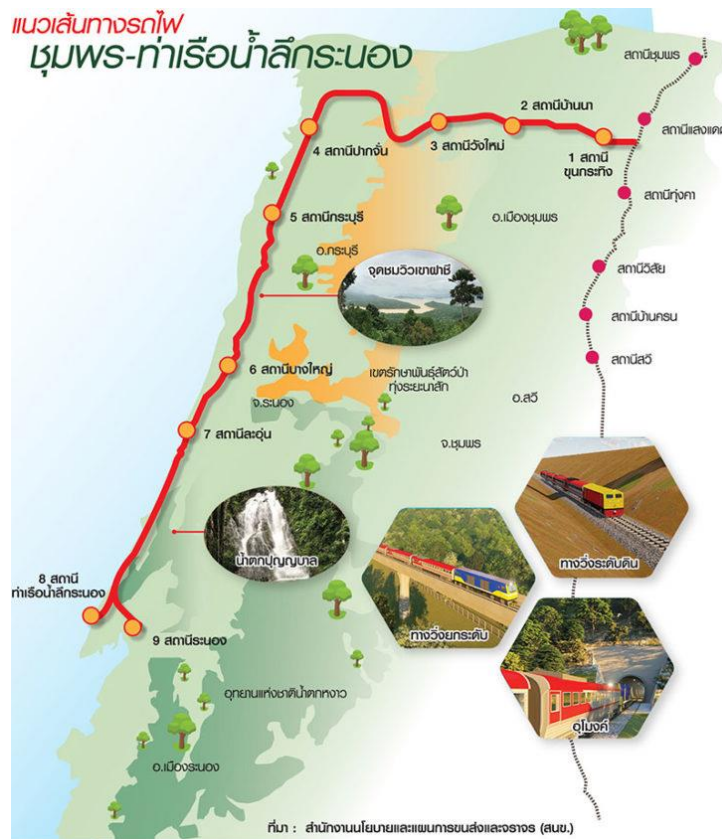 แนวเส้นทางรถไฟ
ชุมพร-ท่าเรือน้ำลึกระนอง
สถานีชุมพร
สถานีแสงแดด
2 สถานีบ้านนา
3 สถานีวังใหม่
1 สถานี
ขุนกระทิง
4 สถานีปากจั่น
สถานีทุ่งคา
5 สถานีกระบุรี
อ.เมืองชุมพร
อ.กระบุรี
จุดชมวิวเขาฝาชี
สถานีวิสัย
สถานีบ้านครน
สถานีสวี
6 สถานีบางใหญ่
เขตรักษาพันธุ์สัตว์ป่า
ทุ่งระยะนาสัก
จ.ระนอง
อ.สวี
7 สถานีละอุ่น
จ.ชุมพร
น้ำตกปุญญบาล
ทางวิ่งระดับดิน
8 สถานี
ท่าเรือน้ำลึกระนอง
ทางวิ่งยกระดับ
9 สถานีระนอง
อุทยานแห่งชาติน้ำตกหงาว
อุโมงค์
อ.เมืองระนอง
ที่มา : สำนักงานนโยบายและแผนการขนส่งและจราจร (สนข.)